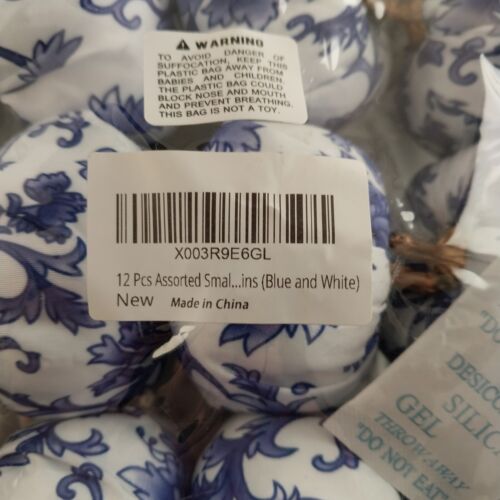 WARNING
TO AVOID DANGER OF
SUFFOCATION, KEEP THIS
PLASTIC BAG AWAY FROM
BABIES AND CHILDREN.
THE PLASTIC BAG COULD
BLOCK NOSE AND MOUTH
AND PREVENT BREATHING.
THIS BAG IS NOT A TOY.
X003R9E6GL
12 Pcs Assorted Smal...ins (Blue and White)
New Made in China
"DO
DESICC
SILIC
GEL
THROW AWAY
"DO NOT EA